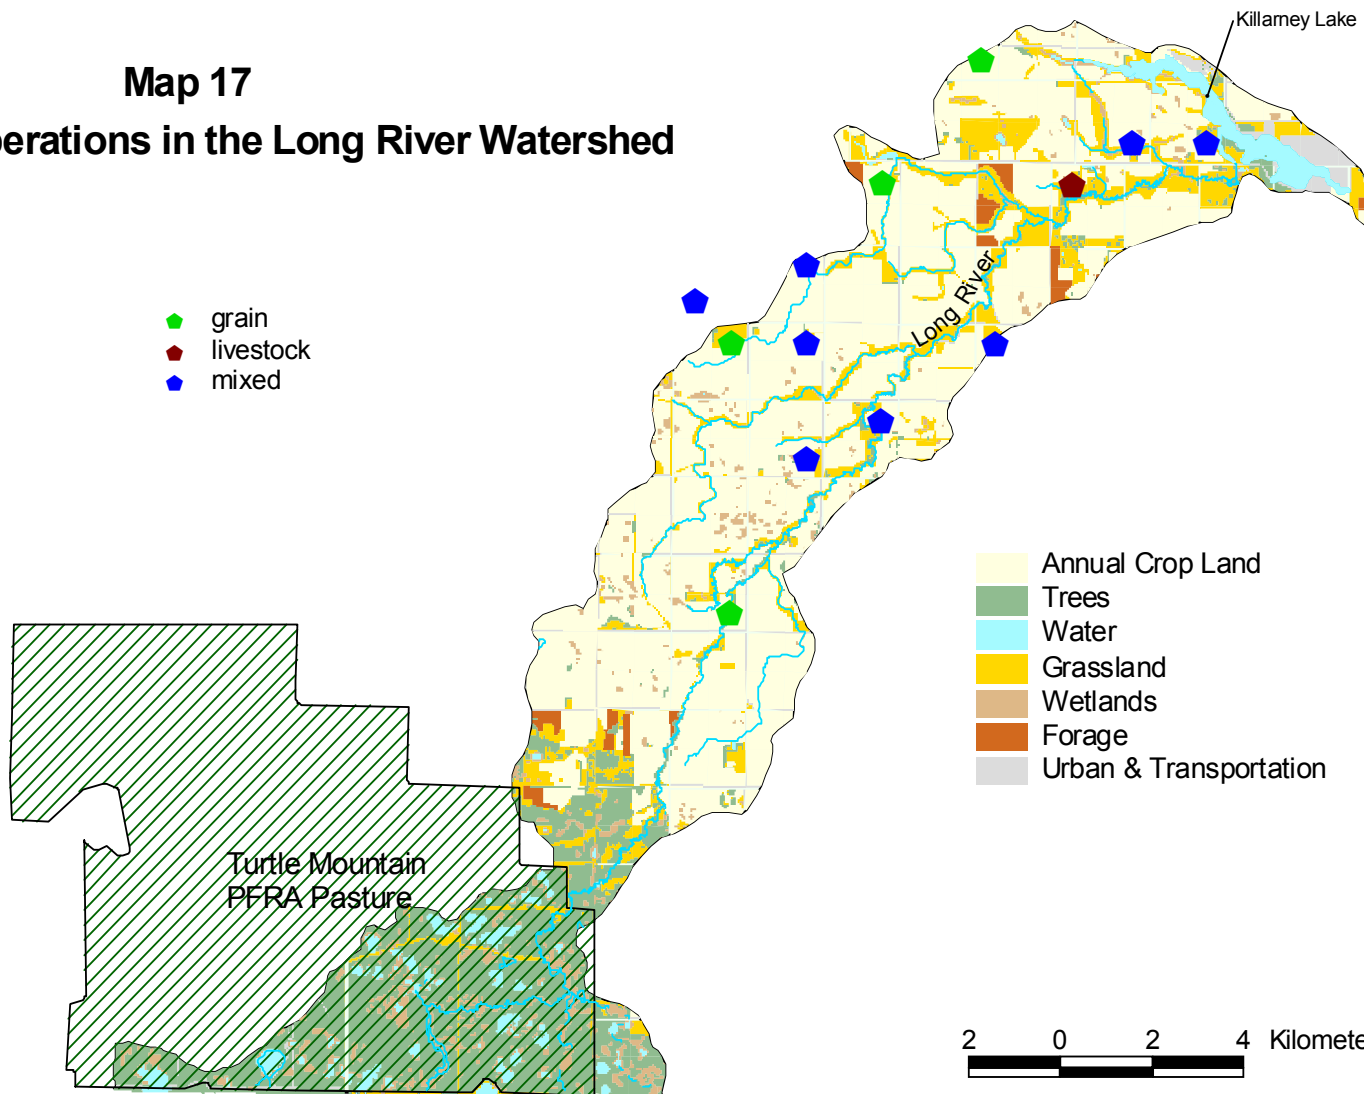 Killarney Lake
Map 17
erations in the Long River Watershed
grain
livestock
mixed
Long River
Annual Crop Land
Trees
Water
Grassland
Wetlands
Forage
Urban & Transportation
Turtle Mountain
PFRA Pasture
2 0 2 4 Kilomete